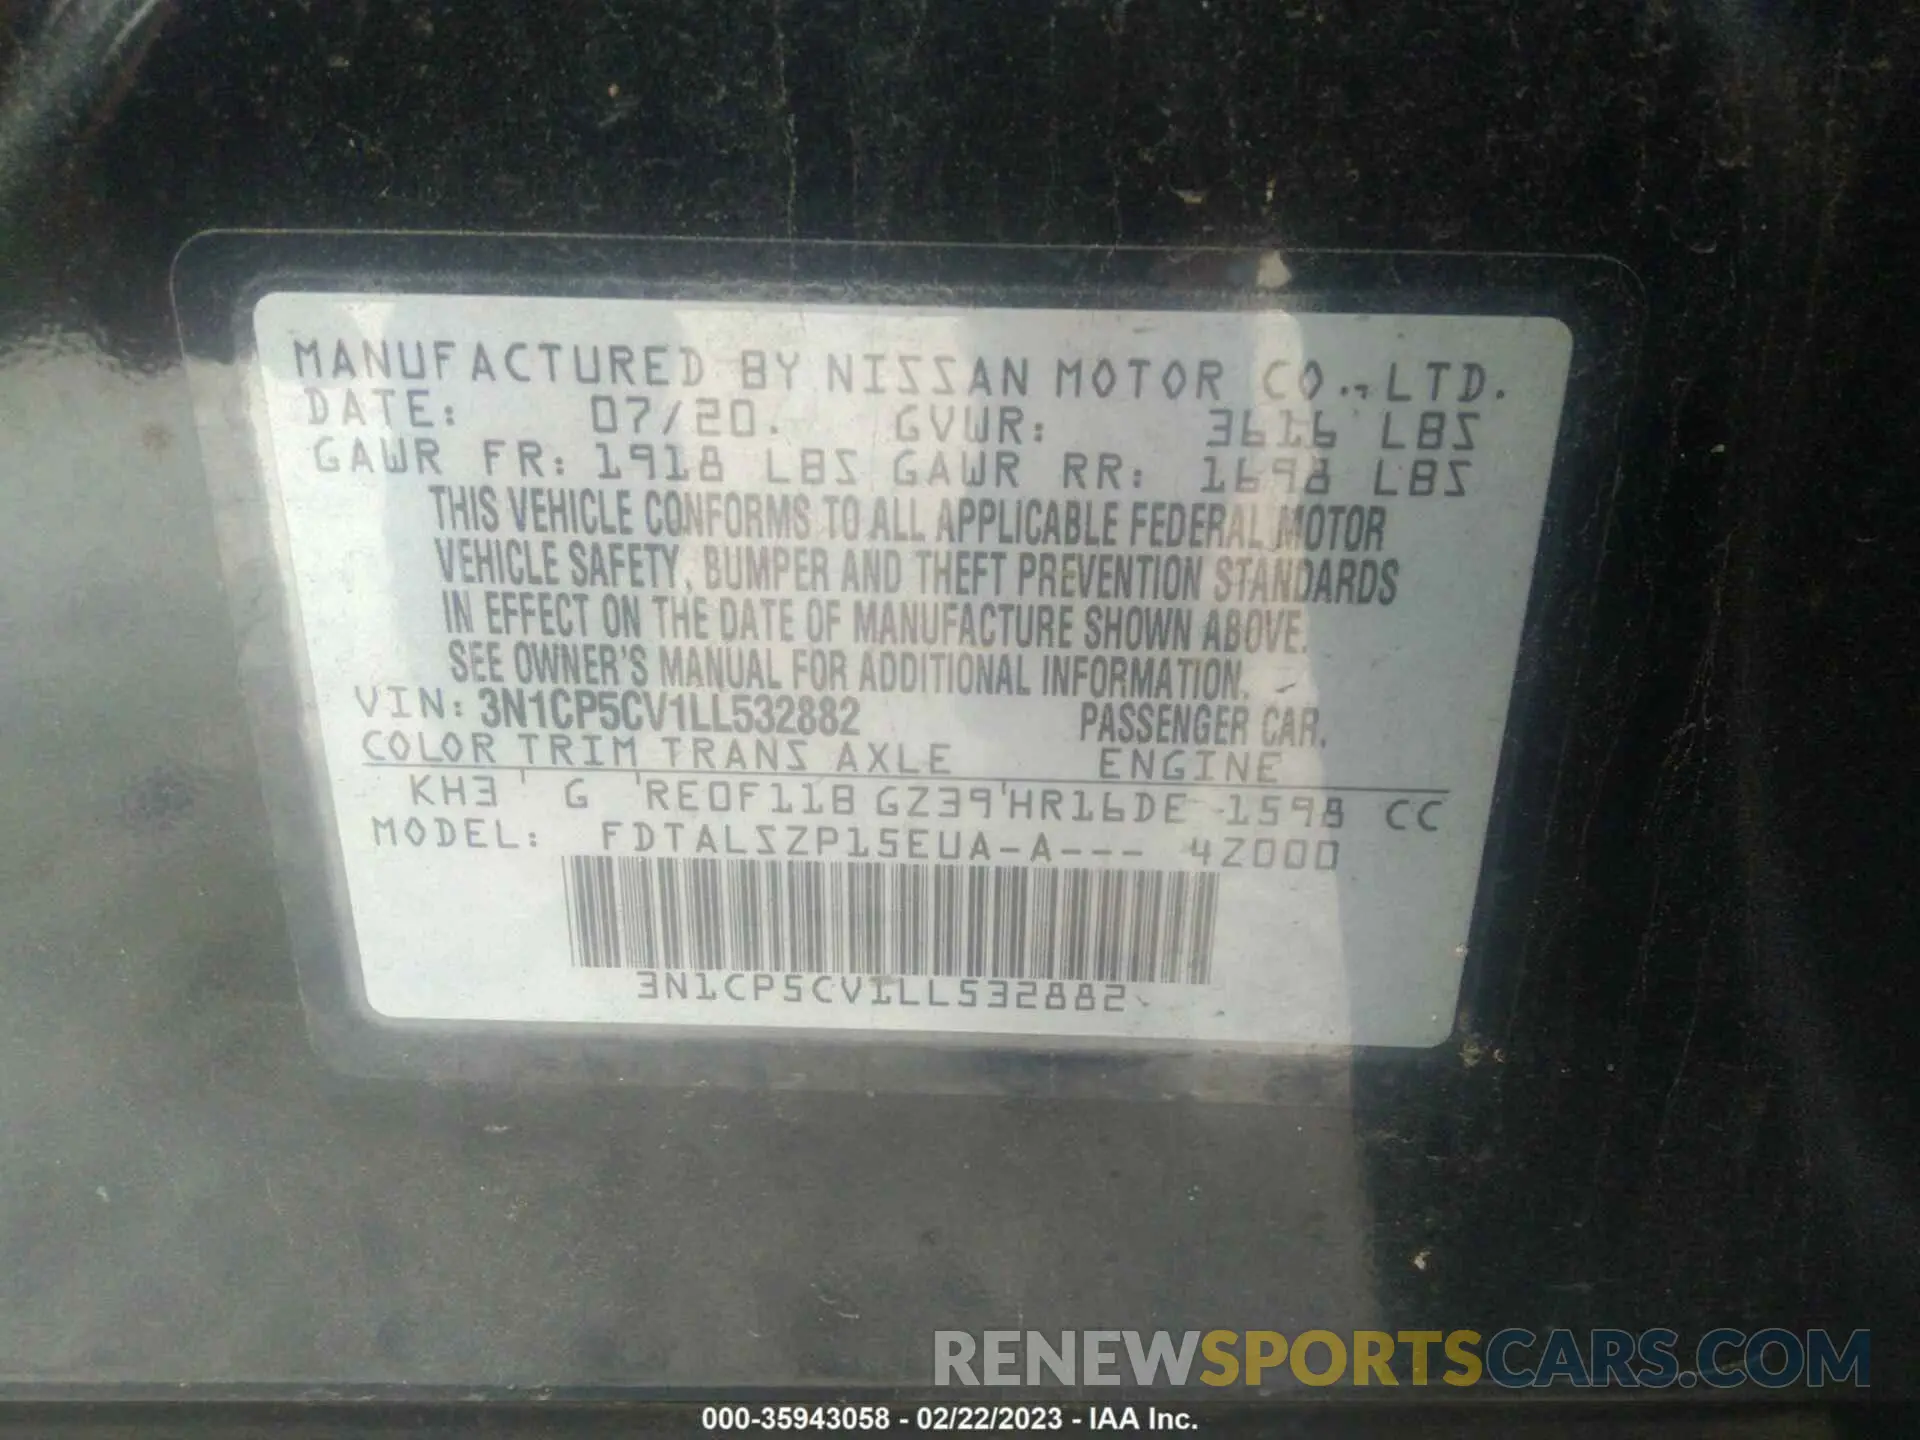 MANUFACTURED BY NISSAN MOTOR CO., LTD.
DATE: 07/20. GVWR: 3616 LBS
GAWR FR: 1918 LBS GAWR RR: 1698 LBS
THIS VEHICLE CONFORMS TO ALL APPLICABLE FEDERAL MOTOR
VEHICLE SAFETY, BUMPER AND THEFT PREVENTION STANDARDS
IN EFFECT ON THE DATE OF MANUFACTURE SHOWN ABOVE.
SEE OWNER'S MANUAL FOR ADDITIONAL INFORMATION.
VIN: 3N1CP5CV1LL532882 PASSENGER CAR.
COLOR TRIM TRANS AXLE ENGINE
KH3 G RE0F11B GZ39 HR16DE 1598 CC
MODEL: FDTALSZP15EUA-A--- 4Z000
3N1CP5CV1LL532882
RENEWSPORTSCARS.COM
000-35943058 - 02/22/2023 - IAA Inc.